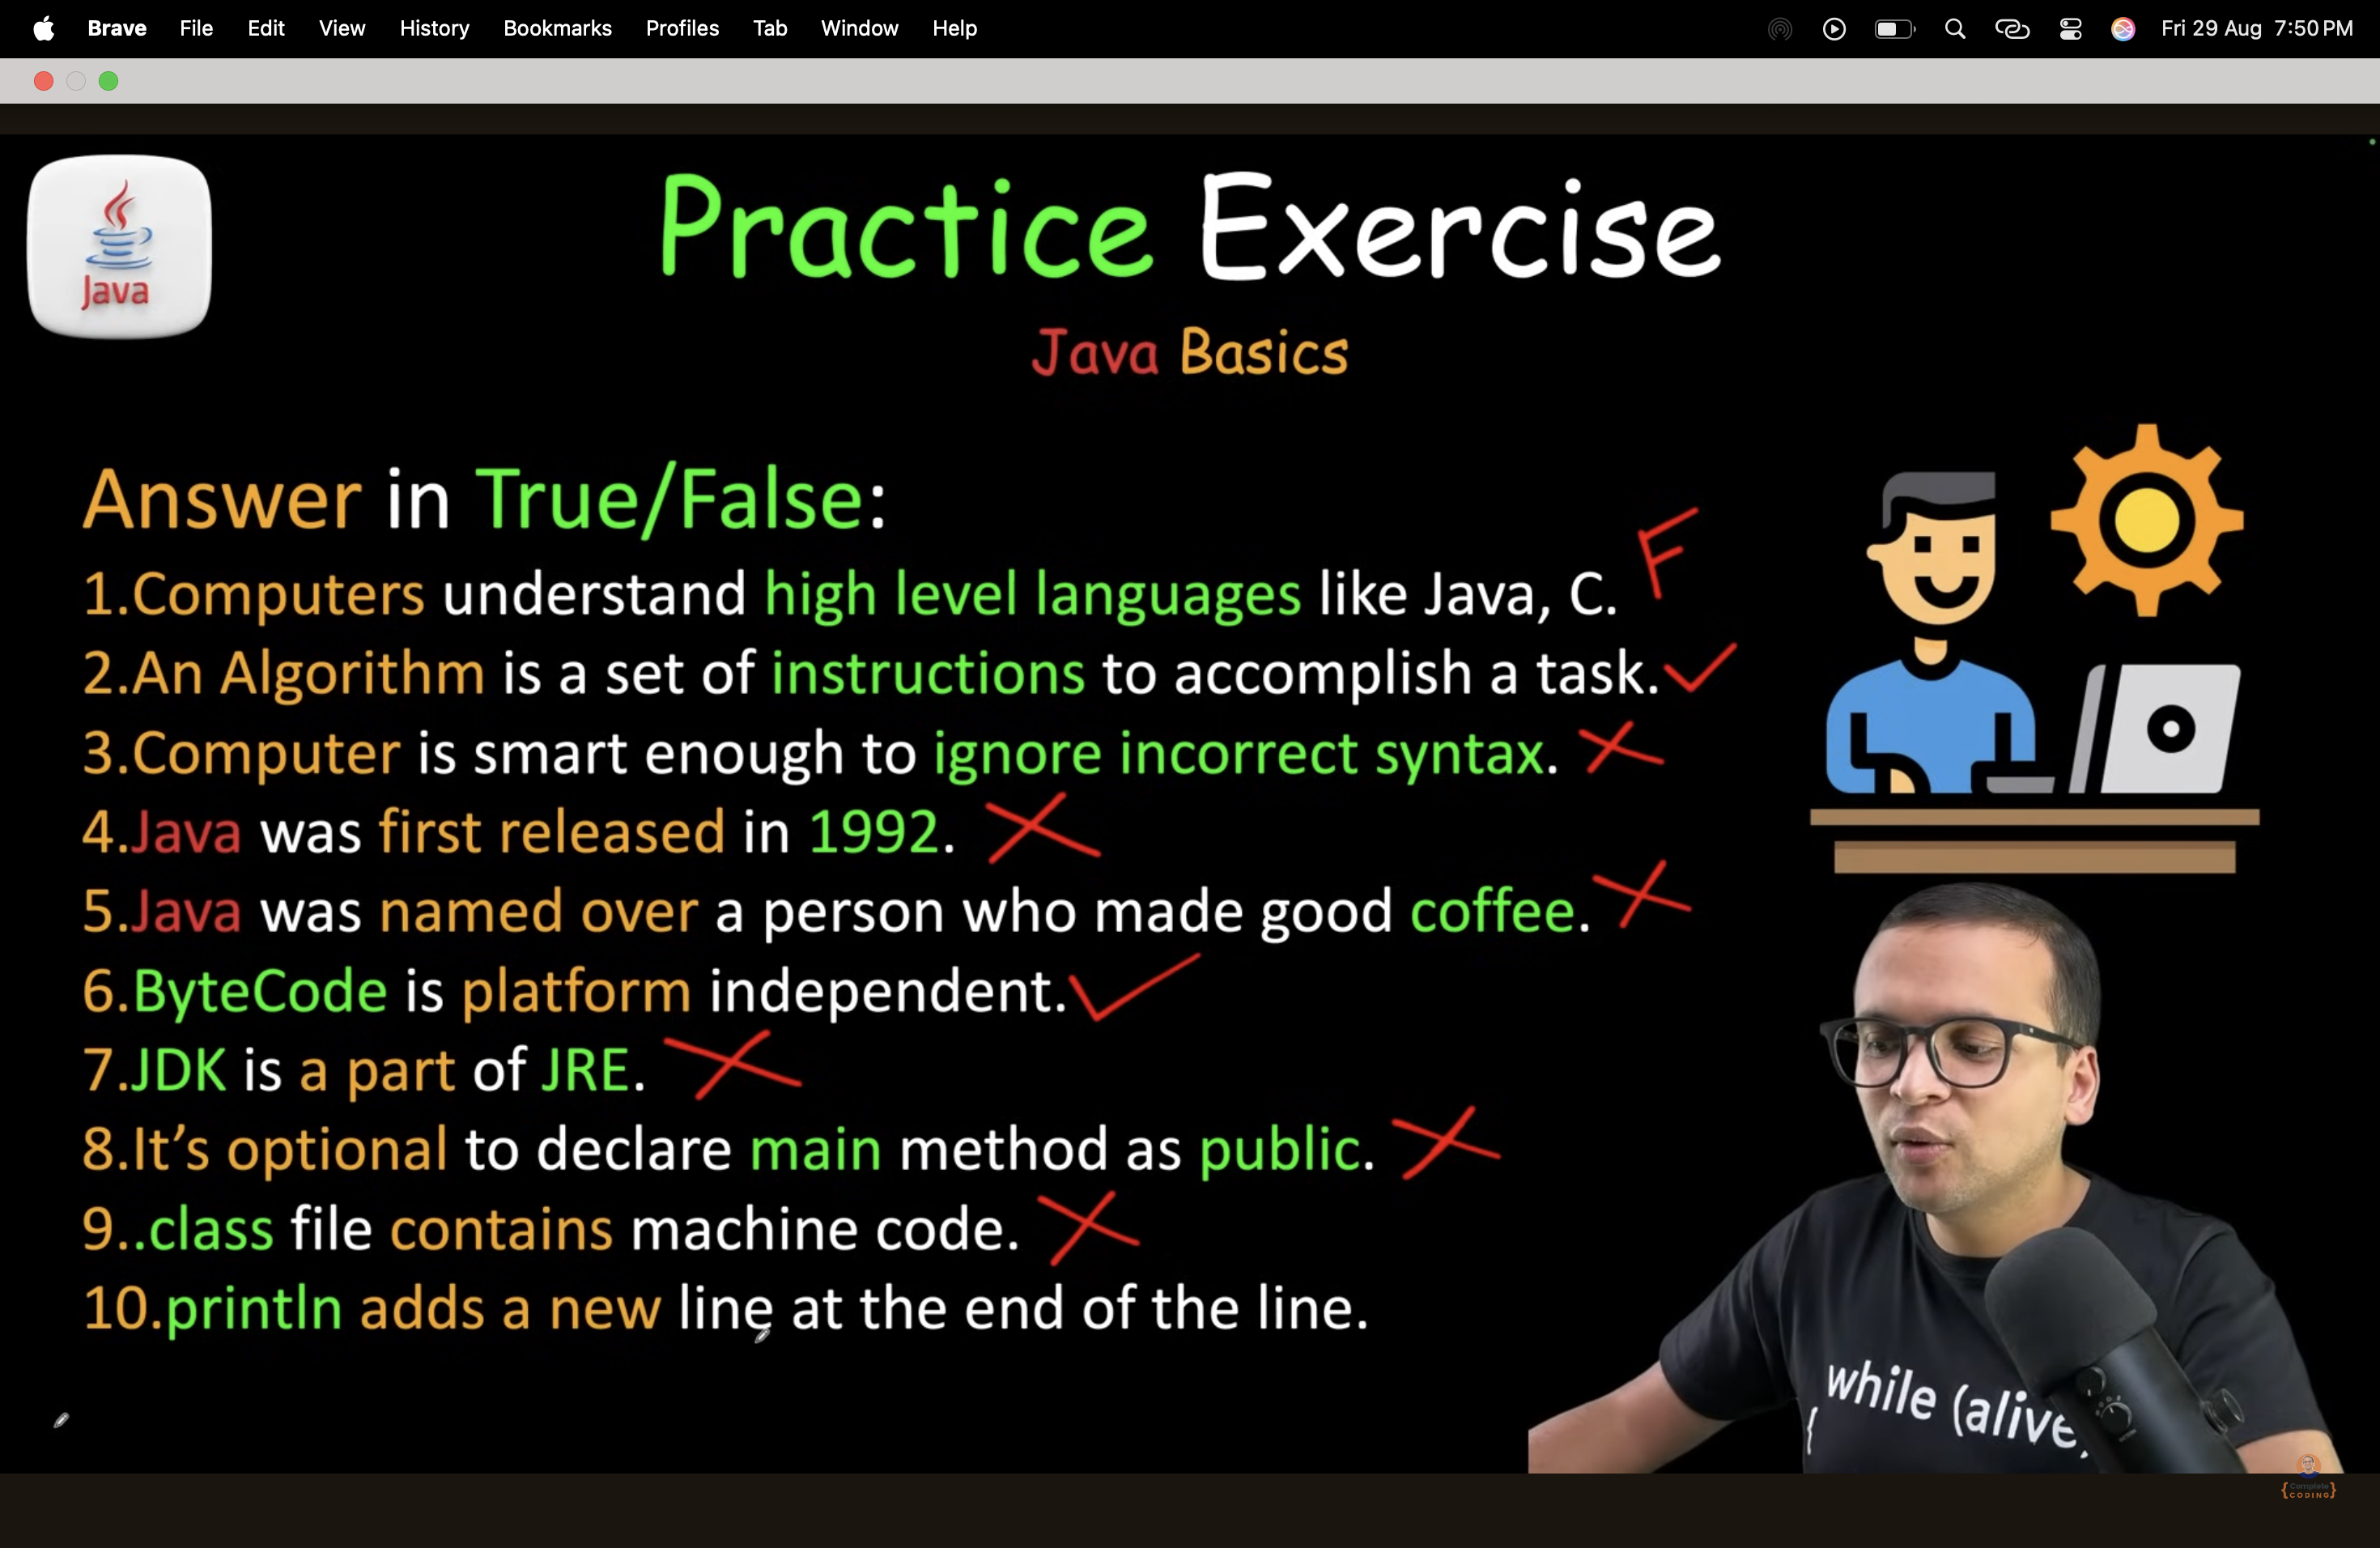 Brave File Edit View History Bookmarks Profiles Tab Window Help Fri 29 Aug 7:50 PM
Java
Practice Exercise
Java Basics
Answer in True/False:
1.Computers understand high level languages like Java, C. F
2.An Algorithm is a set of instructions to accomplish a task.
3.Computer is smart enough to ignore incorrect syntax.
4.Java was first released in 1992.
5.Java was named over a person who made good coffee.
6.ByteCode is platform independent.
7.JDK is a part of JRE.
8.It’s optional to declare main method as public.
9..class file contains machine code.
10.println adds a new line at the end of the line.
while (alive
{
{Complete
CODING}